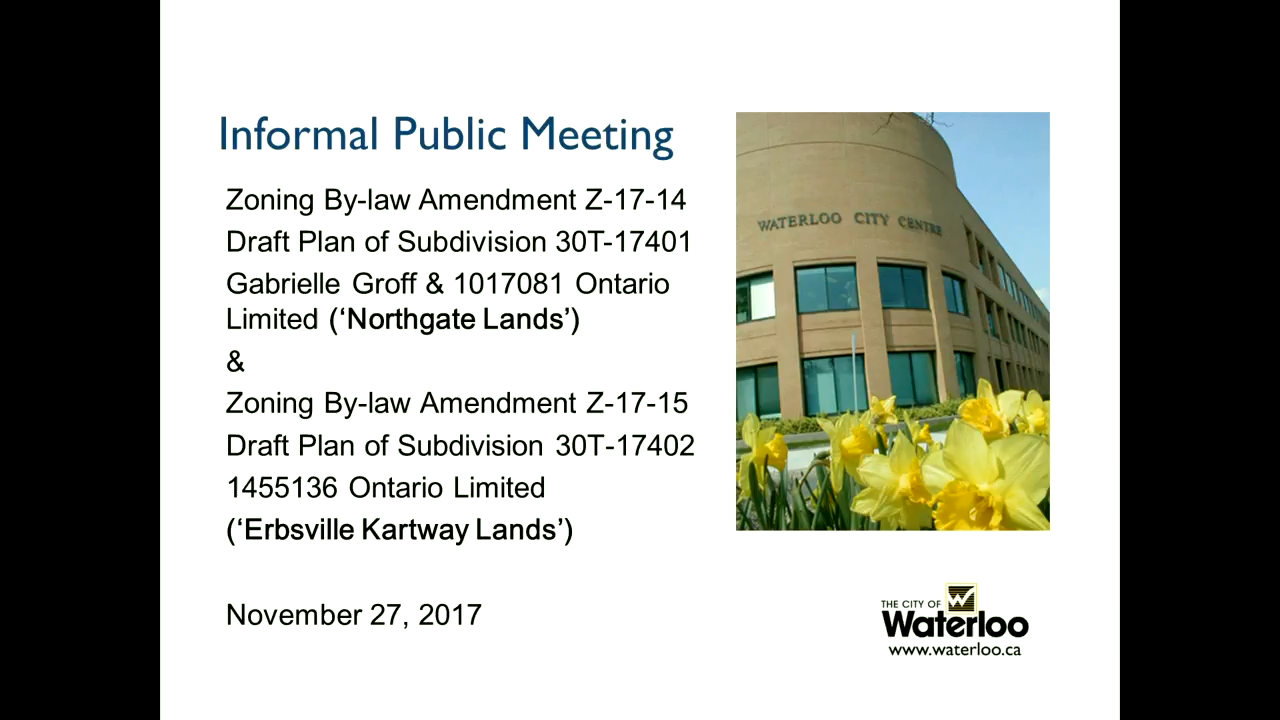 Informal Public Meeting
Zoning By-law Amendment Z-17-14
Draft Plan of Subdivision 30T-17401
Gabrielle Groff & 1017081 Ontario
Limited (‘Northgate Lands’)
&
Zoning By-law Amendment Z-17-15
Draft Plan of Subdivision 30T-17402
1455136 Ontario Limited
(‘Erbsville Kartway Lands’)
November 27, 2017
WATERLOO CITY CENTRE
THE CITY OF
Waterloo
www.waterloo.ca